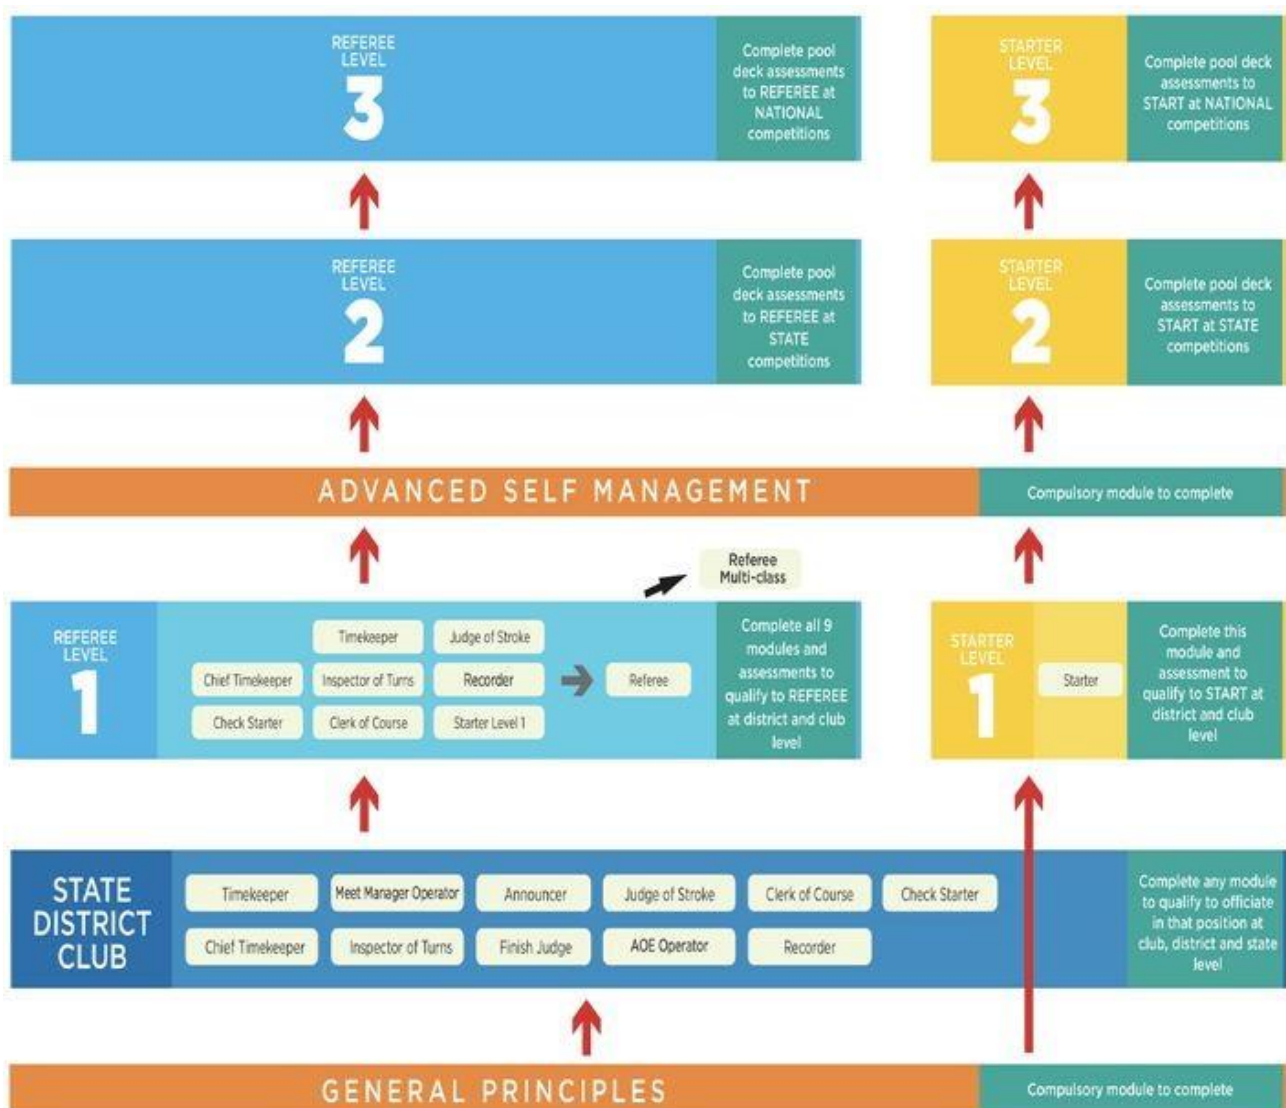 REFEREE
LEVEL
3
Complete pool
deck assessments
to REFEREE at
NATIONAL
competitions
STARTER
LEVEL
3
Complete pool deck
assessments to
START at NATIONAL
competitions
REFEREE
LEVEL
2
Complete pool
deck assessments
to REFEREE at
STATE
competitions
STARTER
LEVEL
2
Complete pool deck
assessments to
START at STATE
competitions
ADVANCED SELF MANAGEMENT
Compulsory module to complete
Referee
Multi-class
REFEREE
LEVEL
1
Timekeeper
Judge of Stroke
Chief Timekeeper
Inspector of Turns
Recorder
Referee
Check Starter
Clerk of Course
Starter Level 1
Complete all 9
modules and
assessments to
qualify to REFEREE
at district and club
level
STARTER
LEVEL
1
Starter
Complete this
module and
assessment to
qualify to START at
district and club
level
STATE
DISTRICT
CLUB
Timekeeper
Meet Manager Operator
Announcer
Judge of Stroke
Clerk of Course
Check Starter
Chief Timekeeper
Inspector of Turns
Finish Judge
AOE Operator
Recorder
Complete any module
to qualify to officiate
in that position at
club, district and state
level
GENERAL PRINCIPLES
Compulsory module to complete